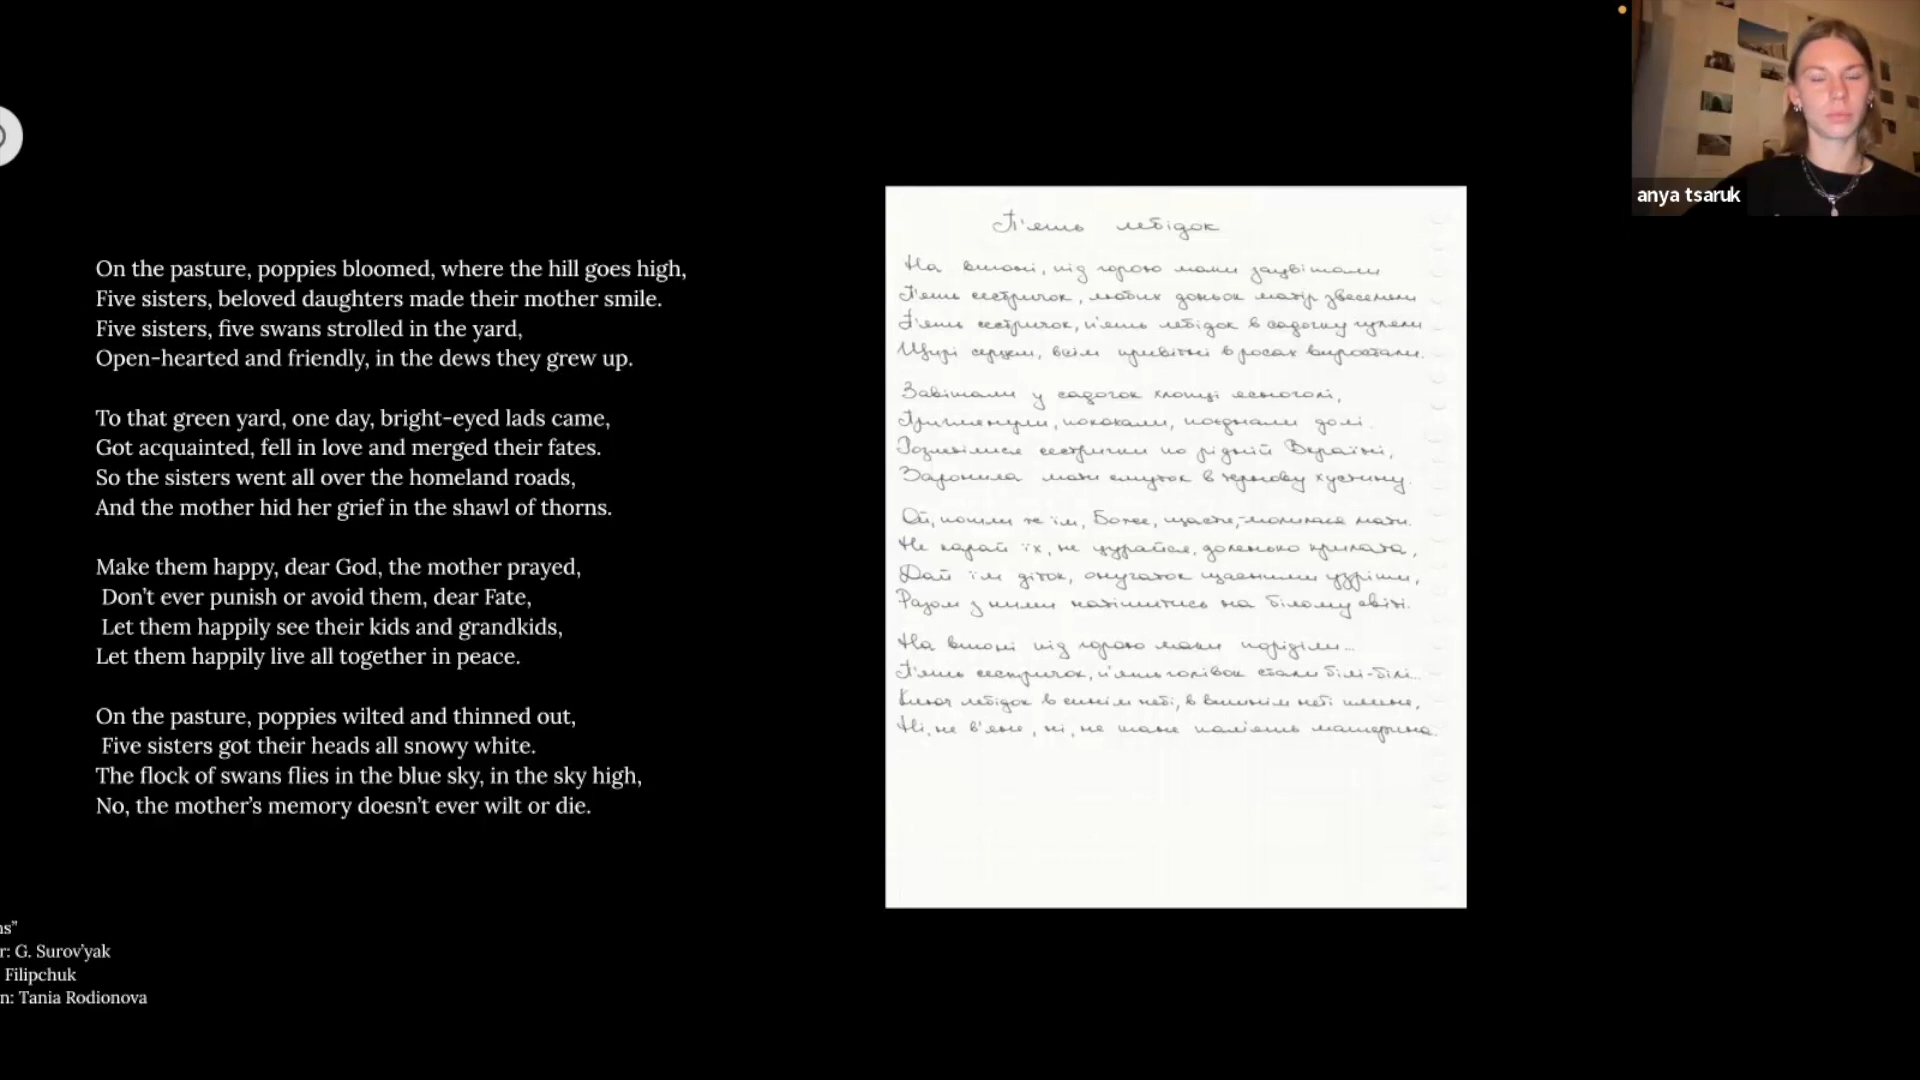 anya tsaruk
On the pasture, poppies bloomed, where the hill goes high,
Five sisters, beloved daughters made their mother smile.
Five sisters, five swans strolled in the yard,
Open-hearted and friendly, in the dews they grew up.
To that green yard, one day, bright-eyed lads came,
Got acquainted, fell in love and merged their fates.
So the sisters went all over the homeland roads,
And the mother hid her grief in the shawl of thorns.
Make them happy, dear God, the mother prayed,
Don't ever punish or avoid them, dear Fate,
Let them happily see their kids and grandkids,
Let them happily live all together in peace.
On the pasture, poppies wilted and thinned out,
Five sisters got their heads all snowy white.
The flock of swans flies in the blue sky, in the sky high,
No, the mother's memory doesn't ever wilt or die.
ns”
r: G. Surov'yak
Filipchuk
n: Tania Rodionova
П'ять лебідок
На вигоні, під горою маки зацвітали
П'ять сестричок, любих доньок матір звеселяли
П'ять сестричок, п'ять лебідок в садочку гуляли
Щирі серцем, всім привітні в росах виростали.
Завітали у садочок хлопці ясночолі,
Приглянули, покохали, поєднали долі.
Розлетілися сестрички по рідній Вкраїні,
Заронила мати смуток в тернову хустину.
Ой, пошли же їм, Боже, щастя,-молилася мати.
Не карай їх, не цурайся, доленько крилата,
Дай їм діток, онучаток щасними узріти,
Разом з ними натішитись на білому світі.
На вигоні під горою маки поріділи...
П'ять сестричок, п'ять голівок стали білі-білі...
Ключ лебідок в синім небі, в вишнім небі плине,
Ні, не в'яне, ні, не тане пам'ять материна.